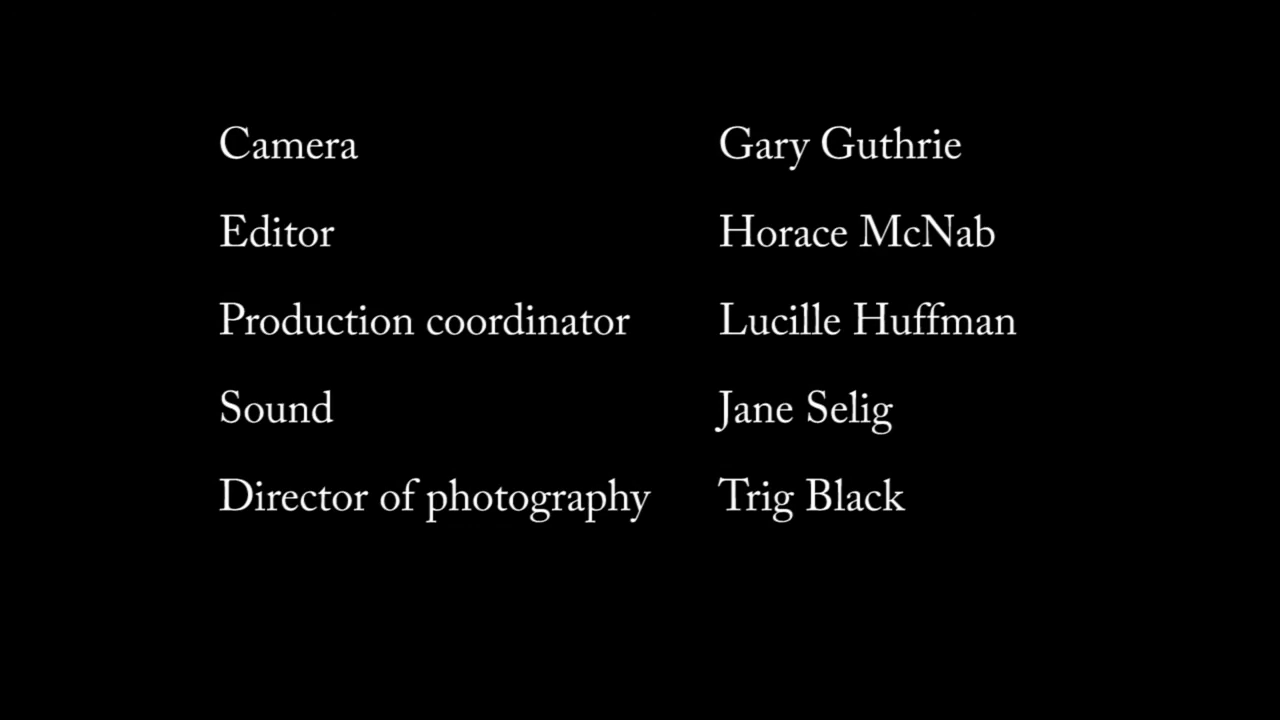 Camera Gary Guthrie
Editor Horace McNab
Production coordinator Lucille Huffman
Sound Jane Selig
Director of photography Trig Black